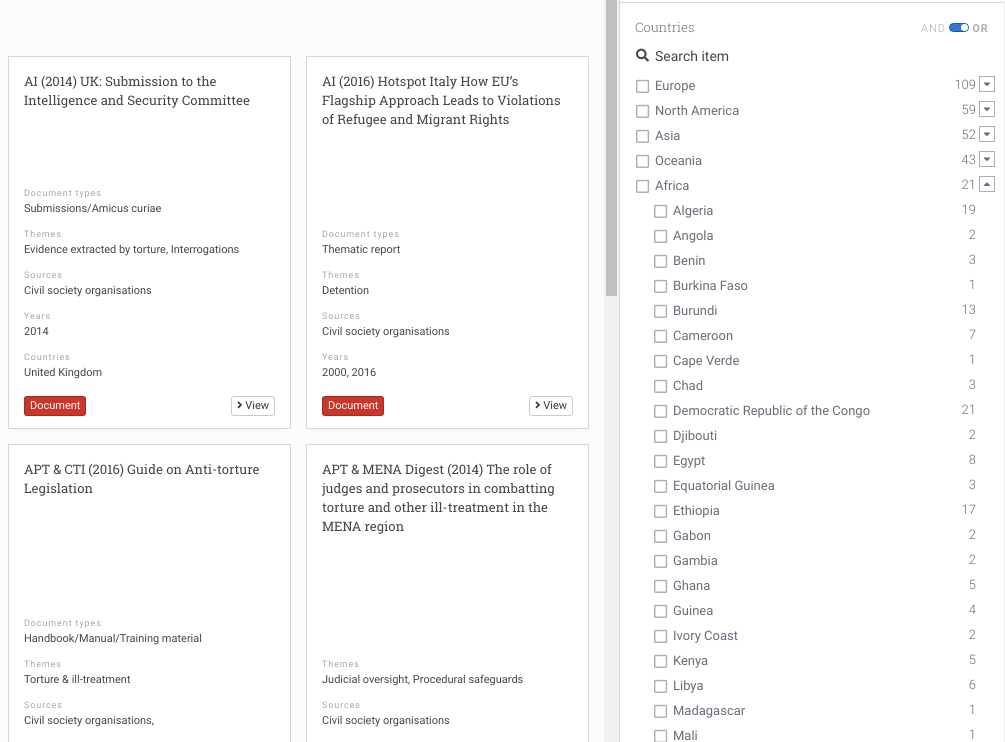 AI (2014) UK: Submission to the
Intelligence and Security Committee
Document types
Submissions/Amicus curiae
Themes
Evidence extracted by torture, Interrogations
Sources
Civil society organisations
Years
2014
Countries
United Kingdom
Document
View
AI (2016) Hotspot Italy How EU's
Flagship Approach Leads to Violations
of Refugee and Migrant Rights
Document types
Thematic report
Themes
Detention
Sources
Civil society organisations
Years
2000, 2016
Document
View
APT & CTI (2016) Guide on Anti-torture
Legislation
Document types
Handbook/Manual/Training material
Themes
Torture & ill-treatment
Sources
Civil society organisations,
APT & MENA Digest (2014) The role of
judges and prosecutors in combatting
torture and other ill-treatment in the
MENA region
Themes
Judicial oversight, Procedural safeguards
Sources
Civil society organisations
Countries AND OR
Search item
Europe 109
North America 59
Asia 52
Oceania 43
Africa 21
Algeria 19
Angola 2
Benin 3
Burkina Faso 1
Burundi 13
Cameroon 7
Cape Verde 1
Chad 3
Democratic Republic of the Congo 21
Djibouti 2
Egypt 8
Equatorial Guinea 3
Ethiopia 17
Gabon 2
Gambia 2
Ghana 5
Guinea 4
Ivory Coast 2
Kenya 5
Libya 6
Madagascar 1
Mali 1